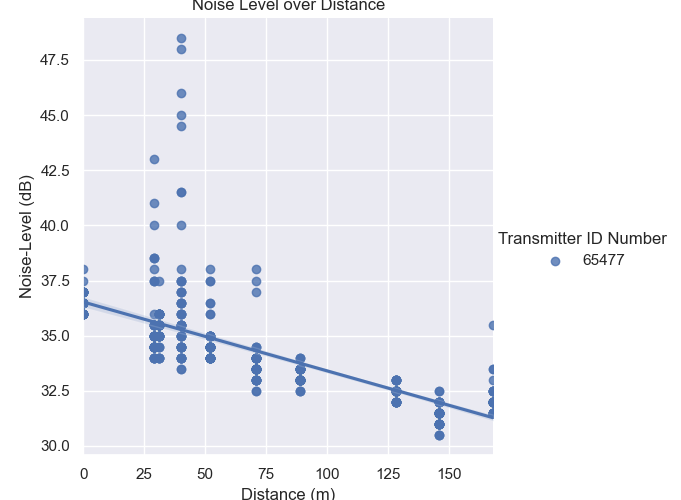 Noise Level over Distance
47.5
45.0
42.5
40.0
37.5
35.0
32.5
30.0
Noise-Level (dB)
0 25 50 75 100 125 150
Distance (m)
Transmitter ID Number
65477